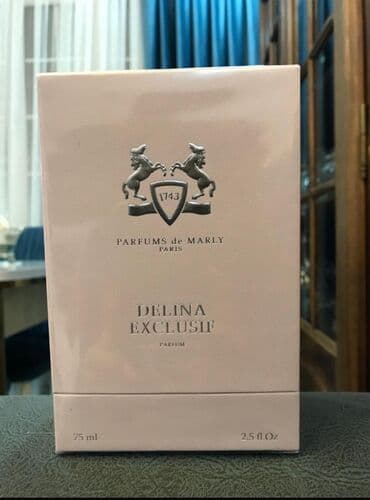 1743
PARFUMS de MARLY
PARIS
DELINA
EXCLUSIF
PARFUM
75 ml 2,5 fl.Oz